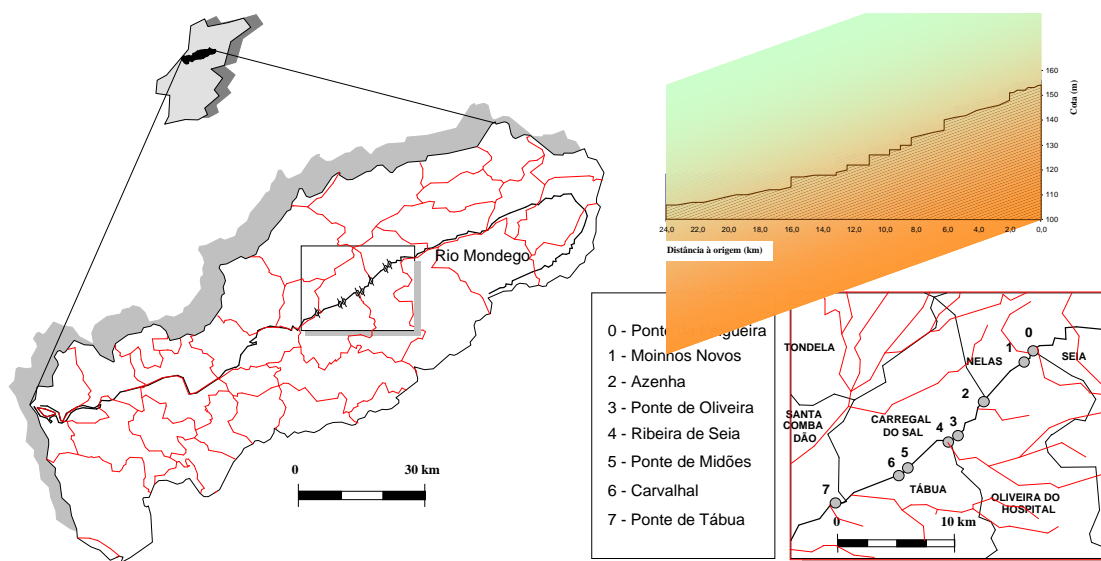 Rio Mondego
0 30 km
160
150
140
130
120
110
100
Cota (m)
24,0 22,0 20,0 18,0 16,0 14,0 12,0 10,0 8,0 6,0 4,0 2,0 0,0
Distância à origem (km)
0 - Ponte
1 - Moinhos Novos
2 - Azenha
3 - Ponte de Oliveira
4 - Ribeira de Seia
5 - Ponte de Midões
6 - Carvalhal
7 - Ponte de Tábua
0
1
TONDELA
NELAS
SEIA
2
SANTA
COMBA
DÃO
CARREGAL
DO SAL
3
4
5
6
TÁBUA
OLIVEIRA DO
HOSPITAL
7
0 10 km